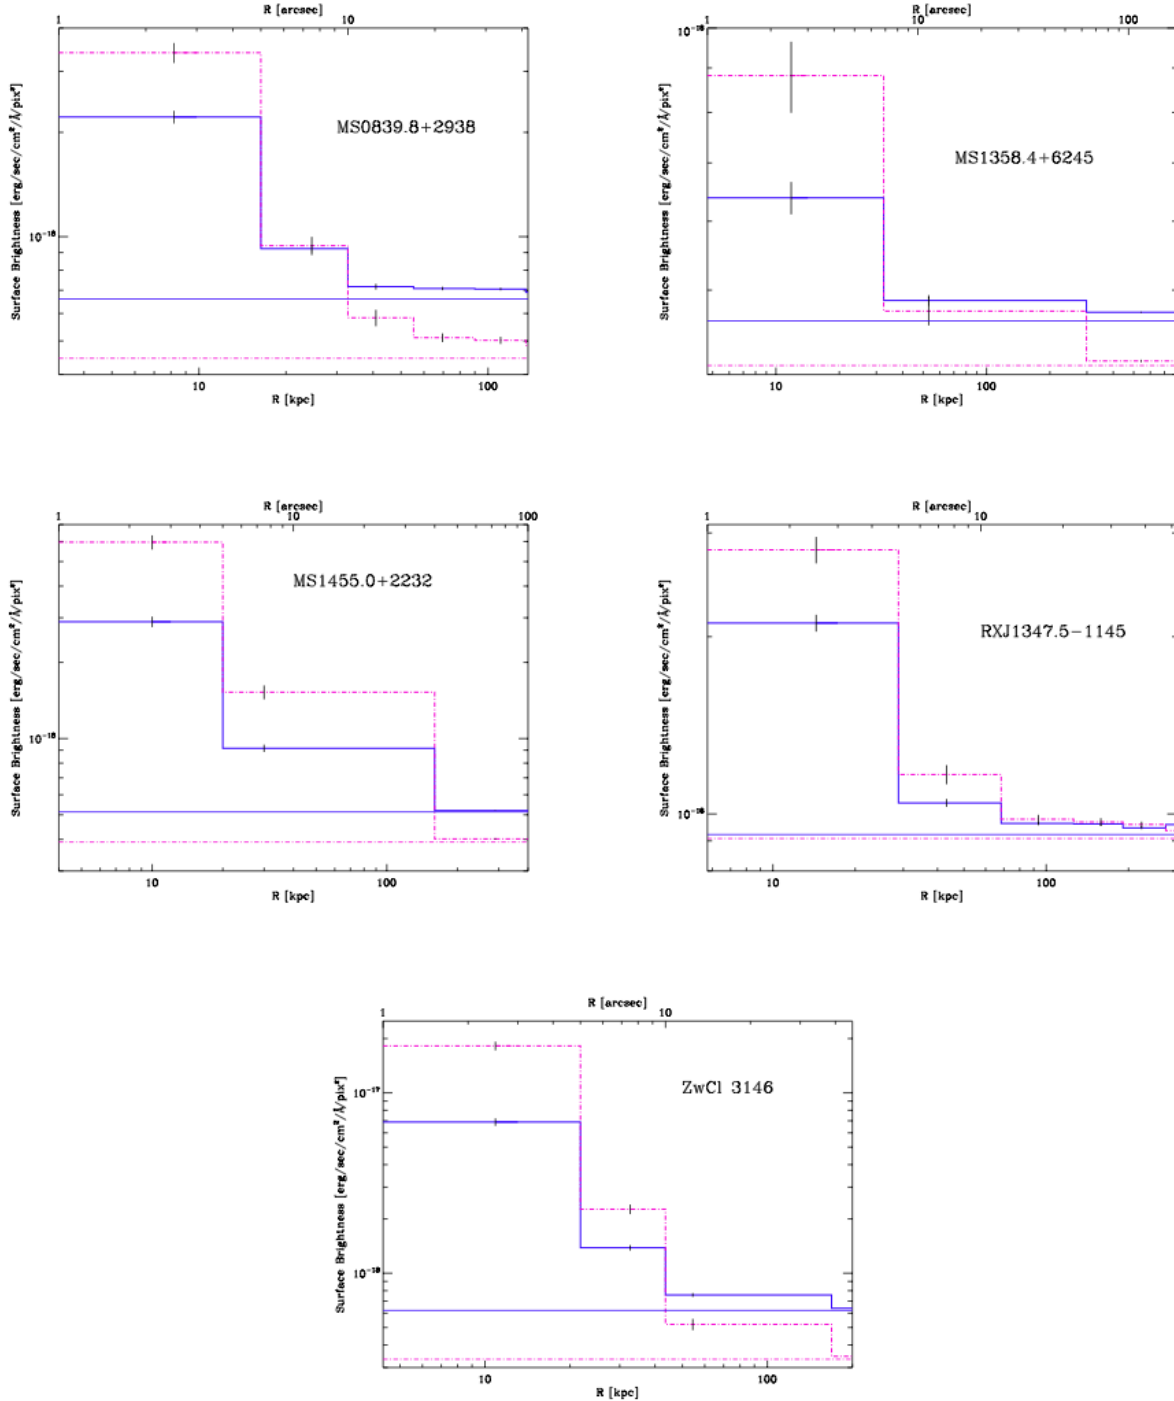 R [arcsec]
1 10
MS0839.8+2938
Surface Brightness [erg/sec/cm²/Å/pix²]
10⁻¹⁸
10 100
R [kpc]
R [arcsec]
1 10 100
MS1358.4+6245
Surface Brightness [erg/sec/cm²/Å/pix²]
10 100
R [kpc]
R [arcsec]
1 10 100
MS1455.0+2232
Surface Brightness [erg/sec/cm²/Å/pix²]
10⁻¹⁸
10 100
R [kpc]
R [arcsec]
1 10
RXJ1347.5-1145
Surface Brightness [erg/sec/cm²/Å/pix²]
10⁻¹⁸
10 100
R [kpc]
R [arcsec]
1 10
ZwCl 3146
Surface Brightness [erg/sec/cm²/Å/pix²]
10⁻¹⁷
10⁻¹⁸
10 100
R [kpc]